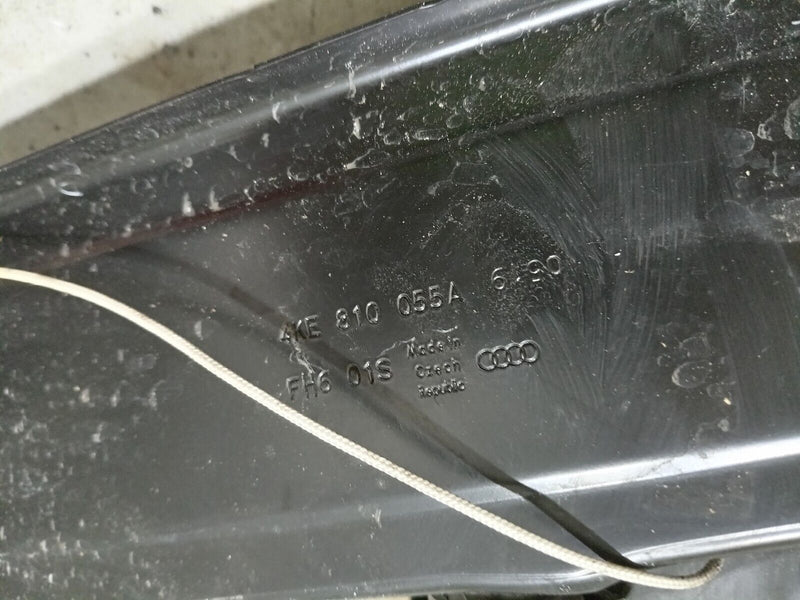 4KE 810 055A
FH6 01S
Made in
Czech
Republic